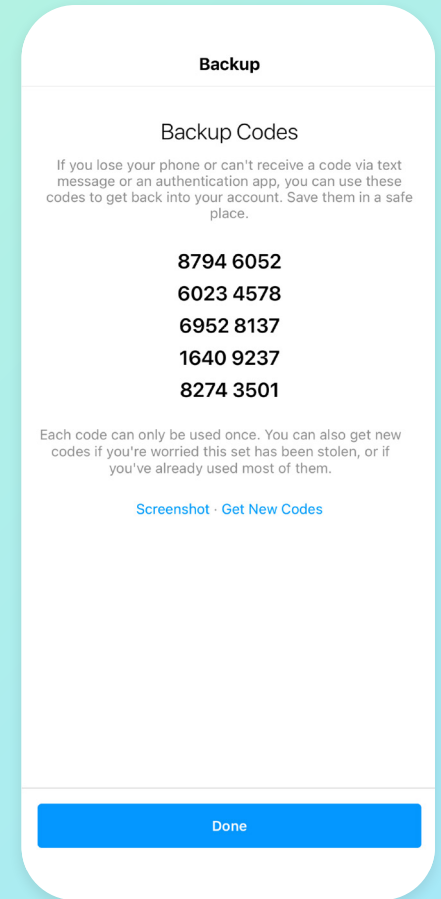 Backup
Backup Codes
If you lose your phone or can't receive a code via text
message or an authentication app, you can use these
codes to get back into your account. Save them in a safe
place.
8794 6052
6023 4578
6952 8137
1640 9237
8274 3501
Each code can only be used once. You can also get new
codes if you're worried this set has been stolen, or if
you've already used most of them.
Screenshot · Get New Codes
Done